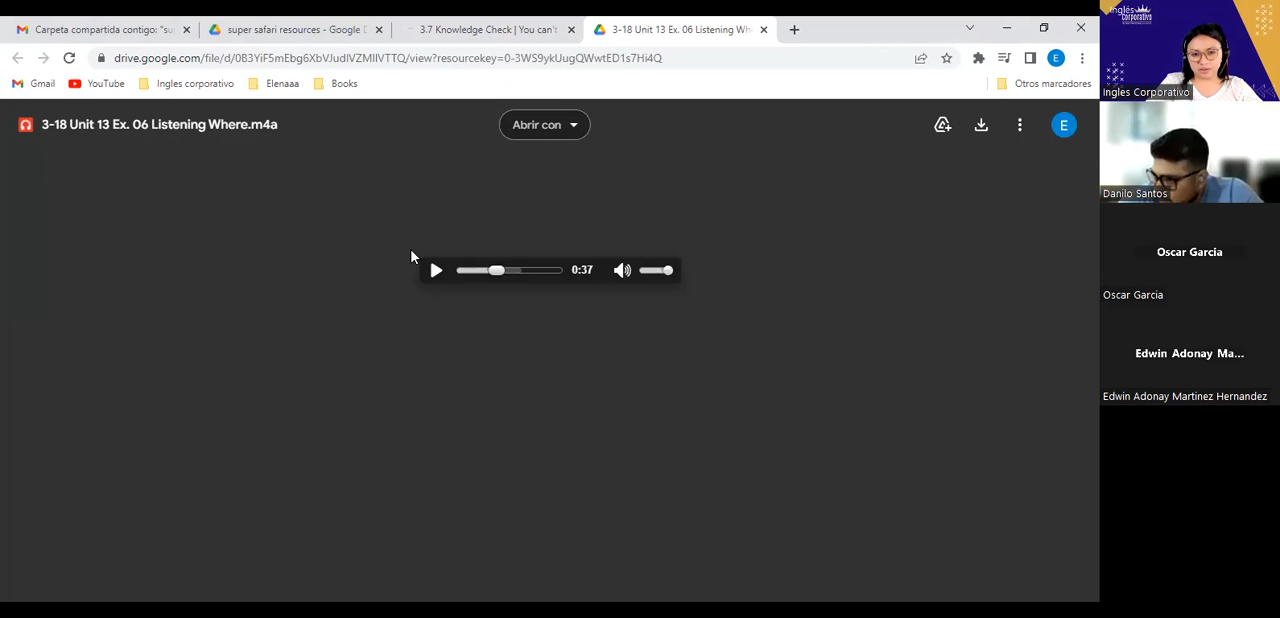 Carpeta compartida contigo: "su
super safari resources - Google D
3.7 Knowledge Check | You can't
3-18 Unit 13 Ex. 06 Listening Wh
drive.google.com/file/d/0B3YiF5mEbg6XbVJudlVZMllVTTQ/view?resourcekey=0-3WS9ykUugQWwtED1s7Hi4Q
E
Gmail
YouTube
Ingles corporativo
Elenaaa
Books
Otros marcadores
3-18 Unit 13 Ex. 06 Listening Where.m4a
Abrir con
E
0:37
Inglés
Corporativo
Ingles Corporativo
Danilo Santos
Oscar Garcia
Oscar Garcia
Edwin Adonay Ma...
Edwin Adonay Martinez Hernandez